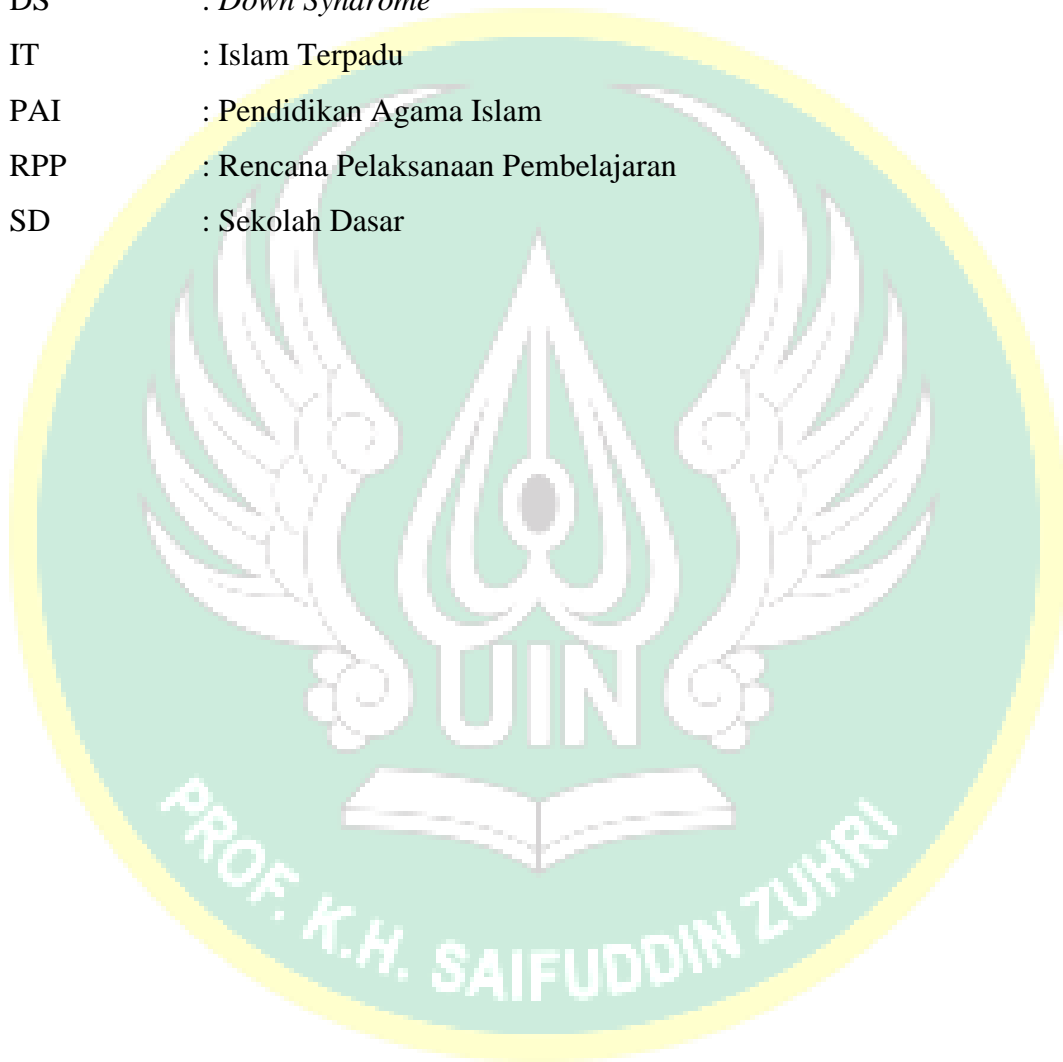 DS : Down Syndrome
IT : Islam Terpadu
PAI : Pendidikan Agama Islam
RPP : Rencana Pelaksanaan Pembelajaran
SD : Sekolah Dasar
UIN
PROF. K.H. SAIFUDDIN ZUHRI